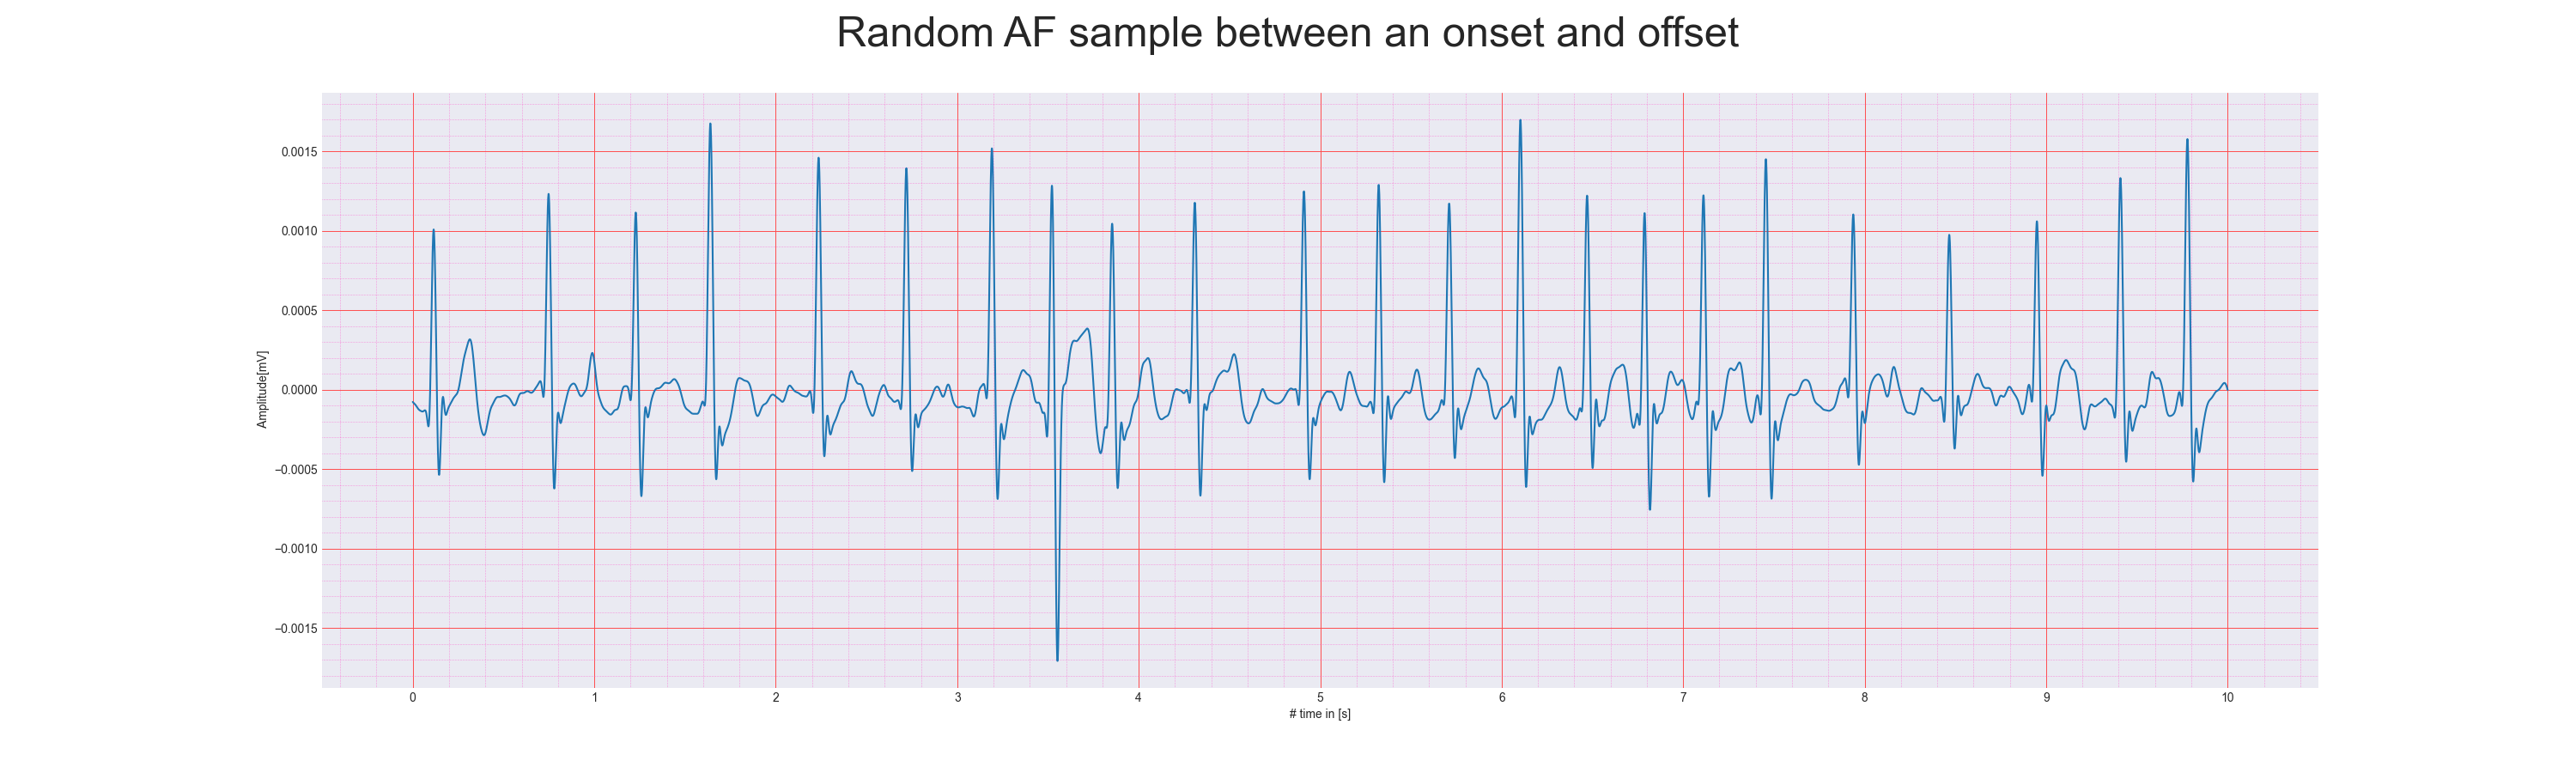 Random AF sample between an onset and offset
Amplitude[mV]
0.0015
0.0010
0.0005
0.0000
−0.0005
−0.0010
−0.0015
0 1 2 3 4 5 6 7 8 9 10
# time in [s]